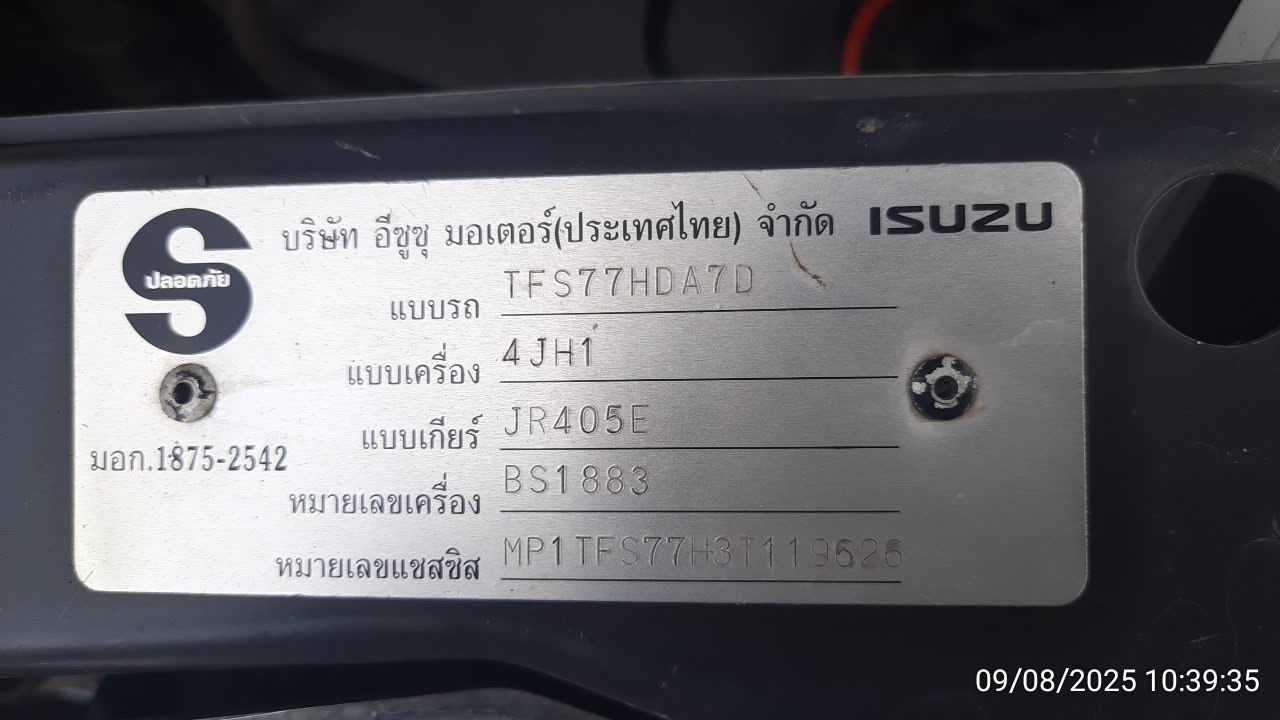 บริษัท อีซูซุ มอเตอร์(ประเทศไทย) จำกัด ISUZU
ปลอดภัย
แบบรถ TFS77HDA7D
แบบเครื่อง 4JH1
แบบเกียร์ JR405E
มอก.1875-2542
หมายเลขเครื่อง BS1883
หมายเลขแชสซิส MP1TFS77H3T119626
09/08/2025 10:39:35